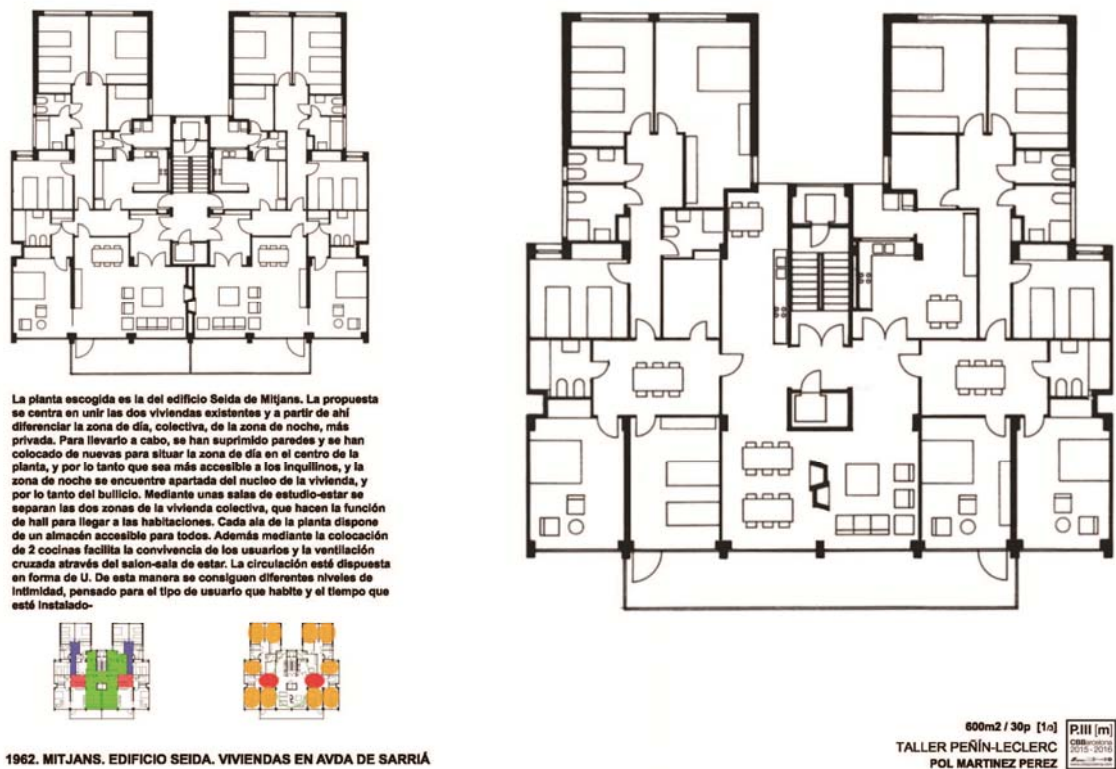 La planta escogida es la del edificio Seida de Mitjans. La propuesta
se centra en unir las dos viviendas existentes y a partir de ahí
diferenciar la zona de día, colectiva, de la zona de noche, más
privada. Para llevarlo a cabo, se han suprimido paredes y se han
colocado de nuevas para situar la zona de día en el centro de la
planta, y por lo tanto que sea más accesible a los inquilinos, y la
zona de noche se encuentre apartada del nucleo de la vivienda, y
por lo tanto del bullicio. Mediante unas salas de estudio-estar se
separan las dos zonas de la vivienda colectiva, que hacen la función
de hall para llegar a las habitaciones. Cada ala de la planta dispone
de un almacén accesible para todos. Además mediante la colocación
de 2 cocinas facilita la convivencia de los usuarios y la ventilación
cruzada através del salon-sala de estar. La circulación esté dispuesta
en forma de U. De esta manera se consiguen diferentes niveles de
intimidad, pensado para el tipo de usuario que habite y el tiempo que
esté instalado-
1962. MITJANS. EDIFICIO SEIDA. VIVIENDAS EN AVDA DE SARRIÁ
600m2 / 30p [1/3]
TALLER PEÑÍN-LECLERC
POL MARTINEZ PEREZ
P.III [m]
CBBarcelona
2015 - 2016